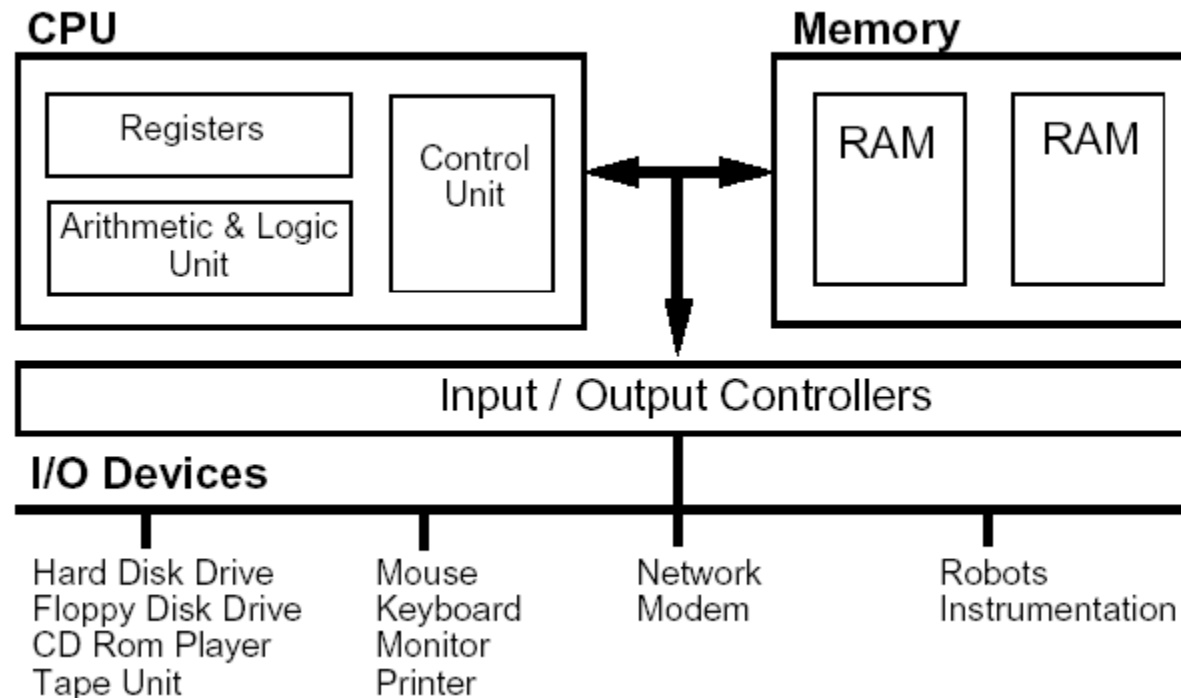 CPU
Memory
Registers
Arithmetic & Logic
Unit
Control
Unit
RAM
RAM
Input / Output Controllers
I/O Devices
Hard Disk Drive
Floppy Disk Drive
CD Rom Player
Tape Unit
Mouse
Keyboard
Monitor
Printer
Network
Modem
Robots
Instrumentation